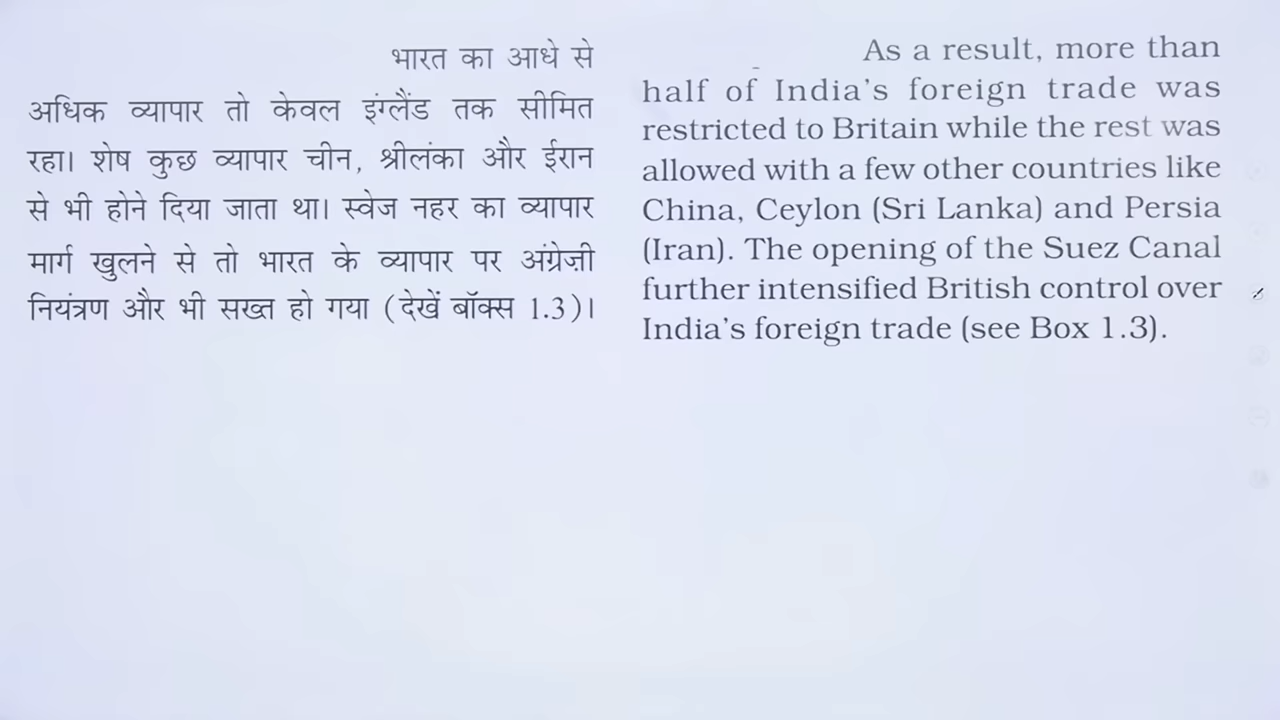 भारत का आधे से
अधिक व्यापार तो केवल इंग्लैंड तक सीमित
रहा। शेष कुछ व्यापार चीन, श्रीलंका और ईरान
से भी होने दिया जाता था। स्वेज नहर का व्यापार
मार्ग खुलने से तो भारत के व्यापार पर अंग्रेज़ी
नियंत्रण और भी सख्त हो गया (देखें बॉक्स 1.3)।
As a result, more than
half of India's foreign trade was
restricted to Britain while the rest was
allowed with a few other countries like
China, Ceylon (Sri Lanka) and Persia
(Iran). The opening of the Suez Canal
further intensified British control over
India's foreign trade (see Box 1.3).